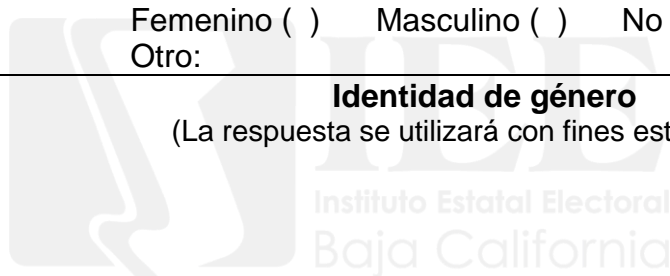 Femenino ( ) Masculino ( ) No
Otro:
Identidad de género
(La respuesta se utilizará con fines est
IEE
Instituto Estatal Electoral
Baja California